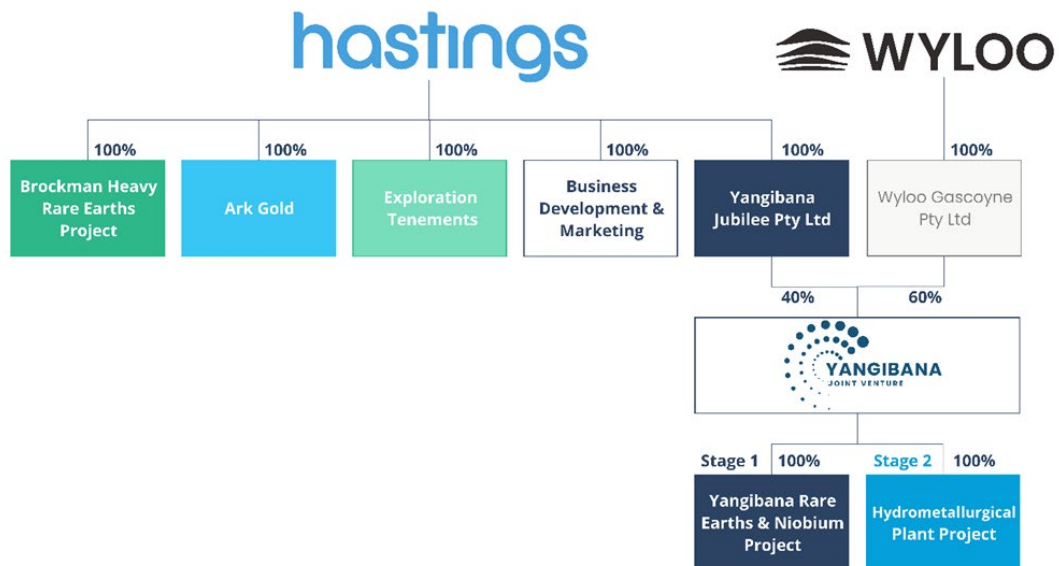 hastings
WYLOO
100%
100%
100%
100%
100%
100%
Brockman Heavy
Rare Earths
Project
Ark Gold
Exploration
Tenements
Business
Development &
Marketing
Yangibana
Jubilee Pty Ltd
Wyloo Gascoyne
Pty Ltd
40%
60%
YANGIBANA
JOINT VENTURE
Stage 1
100%
Stage 2
100%
Yangibana Rare
Earths & Niobium
Project
Hydrometallurgical
Plant Project